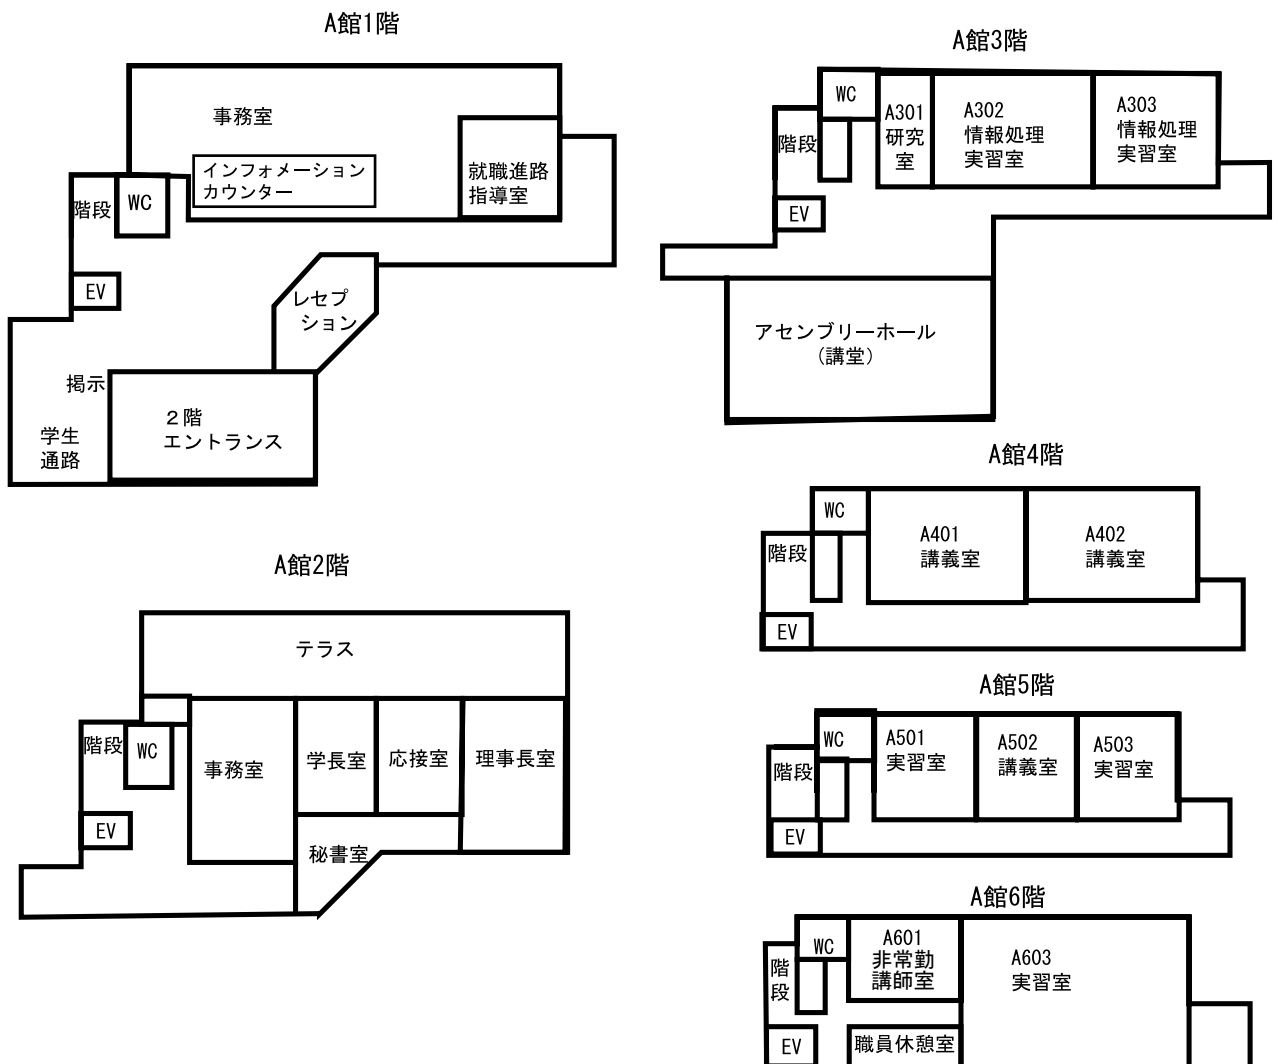 A館1階
事務室
インフォメーション
カウンター
就職進路
指導室
階段
WC
EV
レセプ
ション
掲示
学生
通路
２階
エントランス
A館2階
テラス
階段
WC
EV
事務室
学長室
応接室
理事長室
秘書室
A館3階
WC
階段
EV
A301
研究
室
A302
情報処理
実習室
A303
情報処理
実習室
アセンブリーホール
（講堂）
A館4階
WC
階段
EV
A401
講義室
A402
講義室
A館5階
WC
階段
EV
A501
実習室
A502
講義室
A503
実習室
A館6階
WC
階
段
EV
A601
非常勤
講師室
A603
実習室
職員休憩室